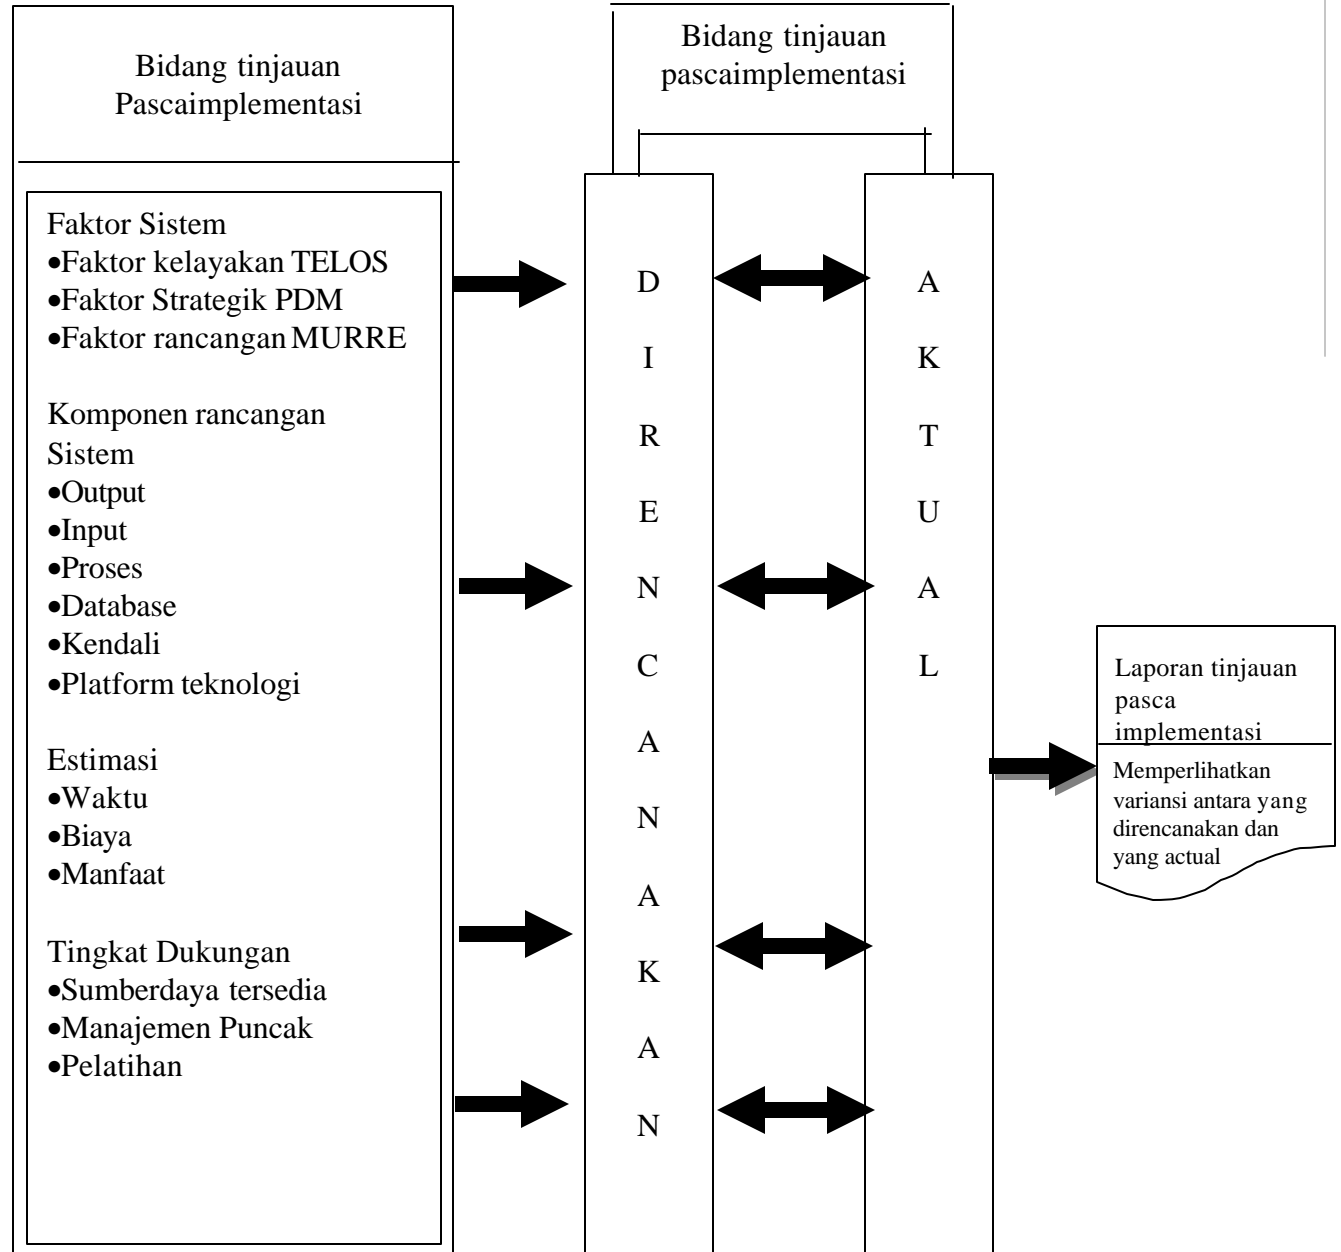 Bidang tinjauan
Pascaimplementasi
Faktor Sistem
•Faktor kelayakan TELOS
•Faktor Strategik PDM
•Faktor rancangan MURRE
Komponen rancangan
Sistem
•Output
•Input
•Proses
•Database
•Kendali
•Platform teknologi
Estimasi
•Waktu
•Biaya
•Manfaat
Tingkat Dukungan
•Sumberdaya tersedia
•Manajemen Puncak
•Pelatihan
Bidang tinjauan
pascaimplementasi
D
I
R
E
N
C
A
N
A
K
A
N
A
K
T
U
A
L
Laporan tinjauan
pasca
implementasi
Memperlihatkan
variansi antara yang
direncanakan dan
yang actual